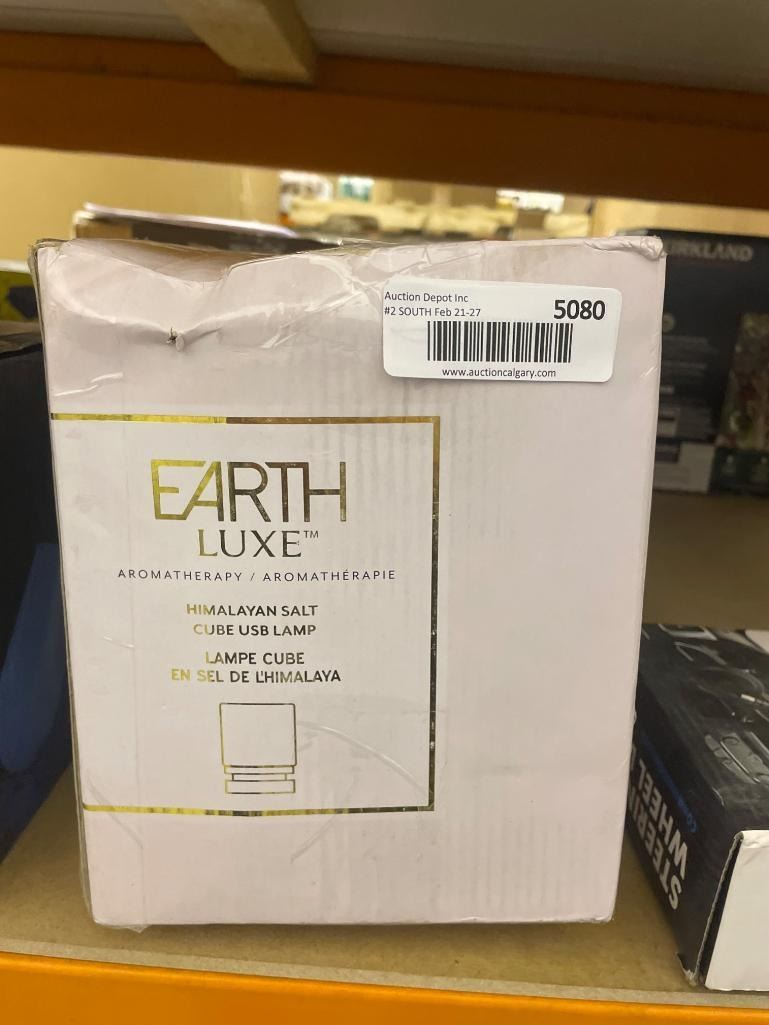 KIRKLAND
Auction Depot Inc
#2 SOUTH Feb 21-27
5080
www.auctioncalgary.com
EARTH
LUXE™
AROMATHERAPY / AROMATHÉRAPIE
HIMALAYAN SALT
CUBE USB LAMP
LAMPE CUBE
EN SEL DE L'HIMALAYA
WHEEL